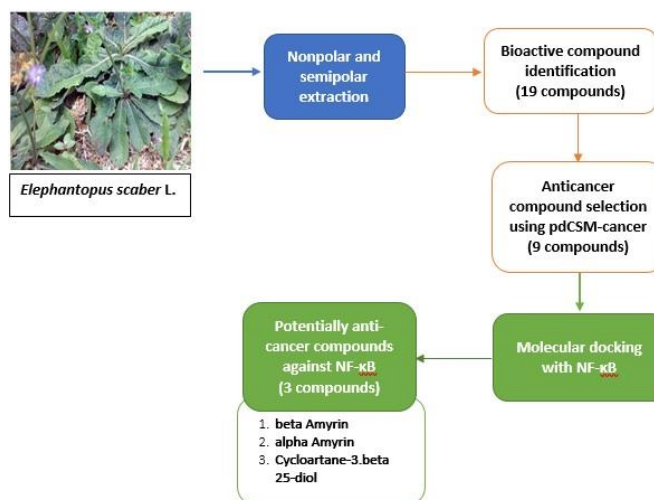 Elephantopus scaber L.
Nonpolar and
semipolar
extraction
Bioactive compound
identification
(19 compounds)
Anticancer
compound selection
using pdCSM-cancer
(9 compounds)
Molecular docking
with NF-κB
Potentially anti-
cancer compounds
against NF-κB
(3 compounds)
1. beta Amyrin
2. alpha Amyrin
3. Cycloartane-3.beta
25-diol